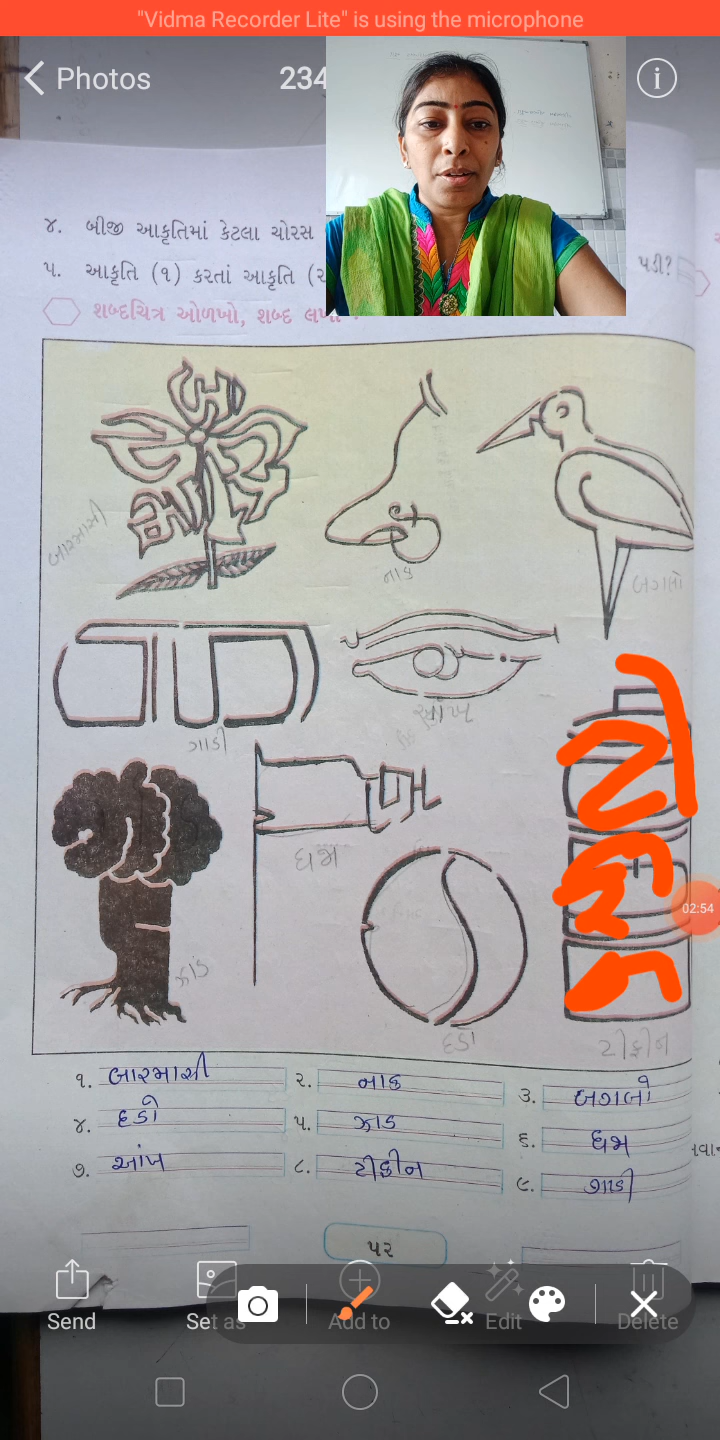 "Vidma Recorder Lite" is using the microphone
Photos
234
૪. બીજી આકૃતિમાં કેટલા ચોરસ
૫. આકૃતિ (૧) કરતાં આકૃતિ (૨
પડી?
શબ્દચિત્ર ઓળખો, શબ્દ લખો
બારમાસી
નાક
બગલો
ગાડી
આંખ
ધજા
ઝાડ
દડો
ટીફીન
02:54
૧. બારમાસી
૨. નાક
૩. બગલો
૪. દડો
૫. ઝાડ
૬. ધજા
૭. આંખ
૮. ટીફીન
૯. ગાડી
૫૨
Send
Set as
Add to
Edit
Delete